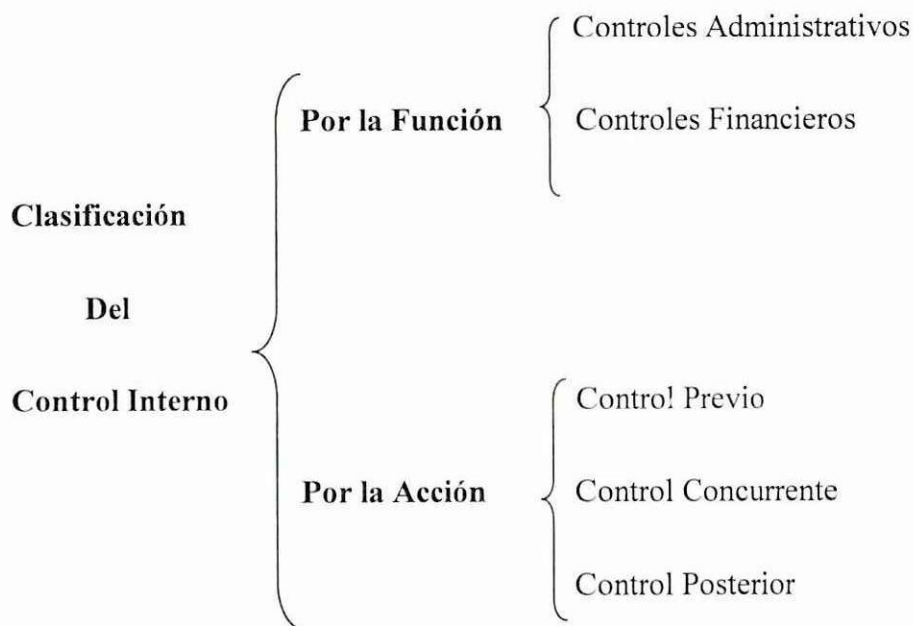 Controles Administrativos
Por la Función
Controles Financieros
Clasificación
Del
Control Interno
Contro! Previo
Por la Acción
Control Concurrente
Control Posterior